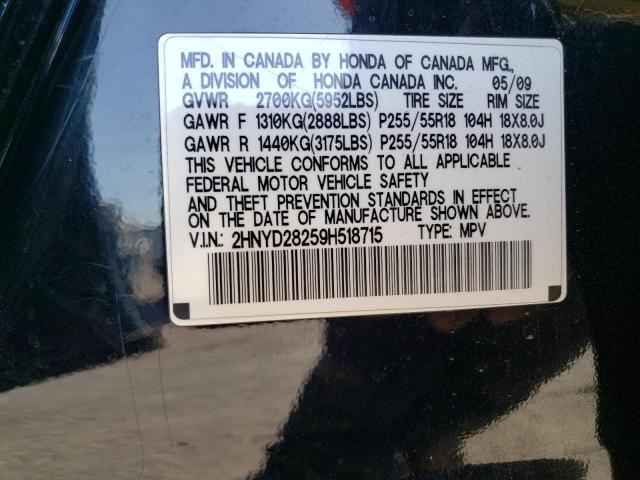 MFD. IN CANADA BY HONDA OF CANADA MFG.,
A DIVISION OF HONDA CANADA INC. 05/09
GVWR 2700KG(5952LBS) TIRE SIZE RIM SIZE
GAWR F 1310KG(2888LBS) P255/55R18 104H 18X8.0J
GAWR R 1440KG(3175LBS) P255/55R18 104H 18X8.0J
THIS VEHICLE CONFORMS TO ALL APPLICABLE
FEDERAL MOTOR VEHICLE SAFETY
AND THEFT PREVENTION STANDARDS IN EFFECT
ON THE DATE OF MANUFACTURE SHOWN ABOVE.
V.I.N: 2HNYD28259H518715 TYPE: MPV